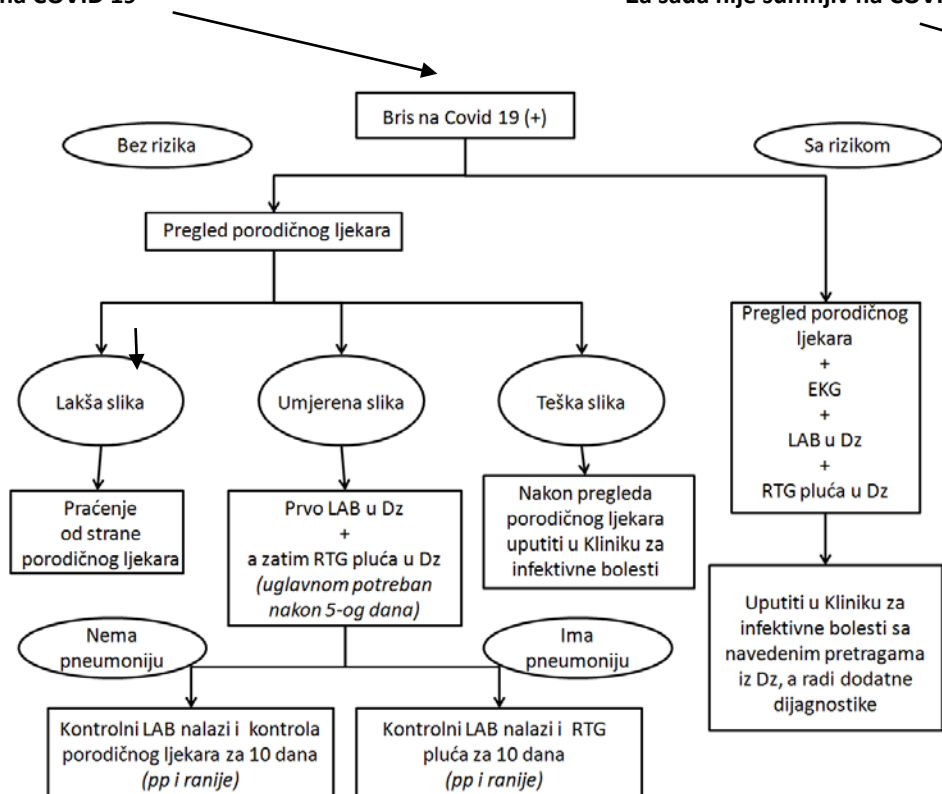 na COVID 19
Za sada nije sumnjiv na COVI
Bris na Covid 19 (+)
Bez rizika
Sa rizikom
Pregled porodičnog ljekara
Lakša slika
Umjerena slika
Teška slika
Pregled porodičnog
ljekara
+
EKG
+
LAB u Dz
+
RTG pluća u Dz
Praćenje
od strane
porodičnog ljekara
Prvo LAB u Dz
+
a zatim RTG pluća u Dz
(uglavnom potreban
nakon 5-og dana)
Nakon pregleda
porodičnog ljekara
uputiti u Kliniku za
infektivne bolesti
Uputiti u Kliniku za
infektivne bolesti sa
navedenim pretragama
iz Dz, a radi dodatne
dijagnostike
Nema
pneumoniju
Ima
pneumoniju
Kontrolni LAB nalazi i kontrola
porodičnog ljekara za 10 dana
(pp i ranije)
Kontrolni LAB nalazi i RTG
pluća za 10 dana
(pp i ranije)